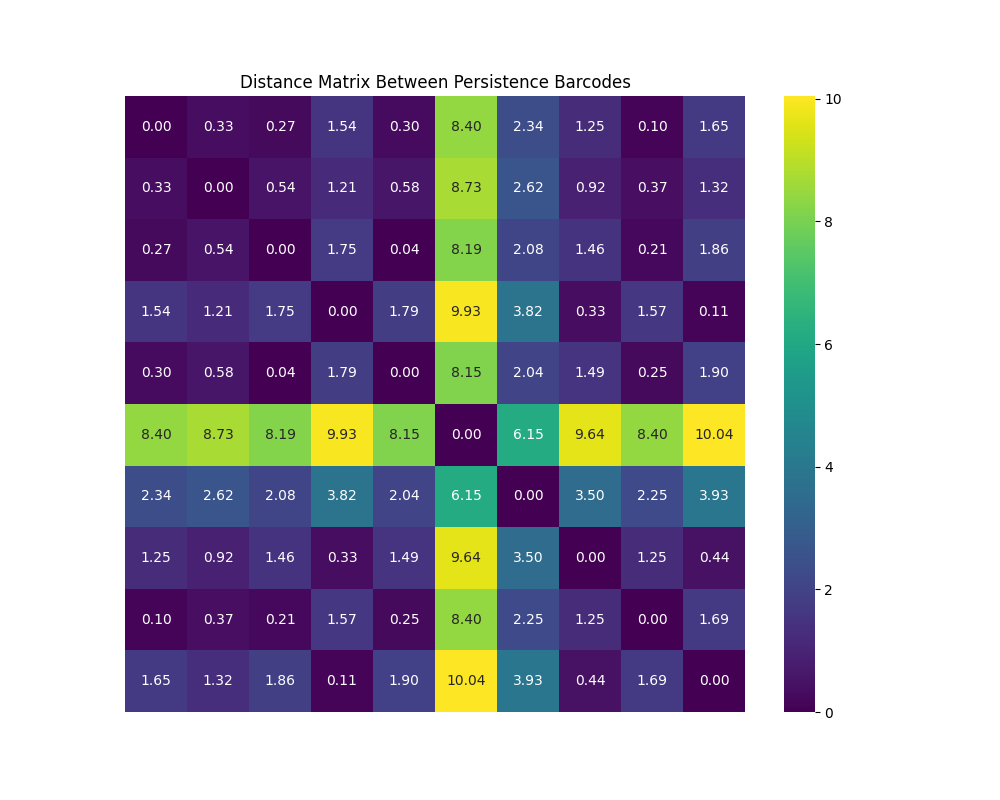 Distance Matrix Between Persistence Barcodes
0.00 0.33 0.27 1.54 0.30 8.40 2.34 1.25 0.10 1.65
0.33 0.00 0.54 1.21 0.58 8.73 2.62 0.92 0.37 1.32
0.27 0.54 0.00 1.75 0.04 8.19 2.08 1.46 0.21 1.86
1.54 1.21 1.75 0.00 1.79 9.93 3.82 0.33 1.57 0.11
0.30 0.58 0.04 1.79 0.00 8.15 2.04 1.49 0.25 1.90
8.40 8.73 8.19 9.93 8.15 0.00 6.15 9.64 8.40 10.04
2.34 2.62 2.08 3.82 2.04 6.15 0.00 3.50 2.25 3.93
1.25 0.92 1.46 0.33 1.49 9.64 3.50 0.00 1.25 0.44
0.10 0.37 0.21 1.57 0.25 8.40 2.25 1.25 0.00 1.69
1.65 1.32 1.86 0.11 1.90 10.04 3.93 0.44 1.69 0.00
10
8
6
4
2
0